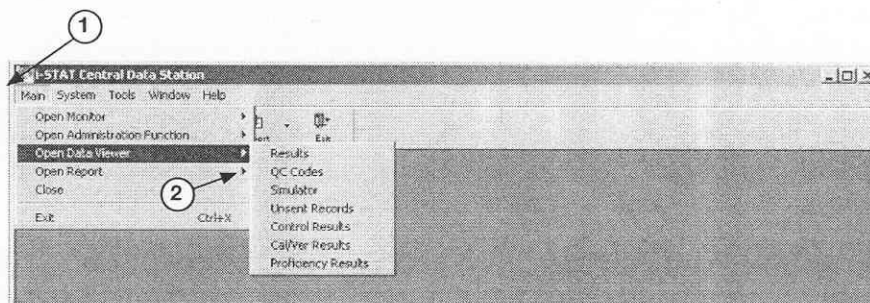 1
i-STAT Central Data Station
Main System Tools Window Help
Open Monitor
Open Administration Function
Exit
Open Data Viewer
Results
Open Report
QC Codes
Close
2
Simulator
Unsent Records
Exit Ctrl+X
Control Results
Cal/Ver Results
Proficiency Results